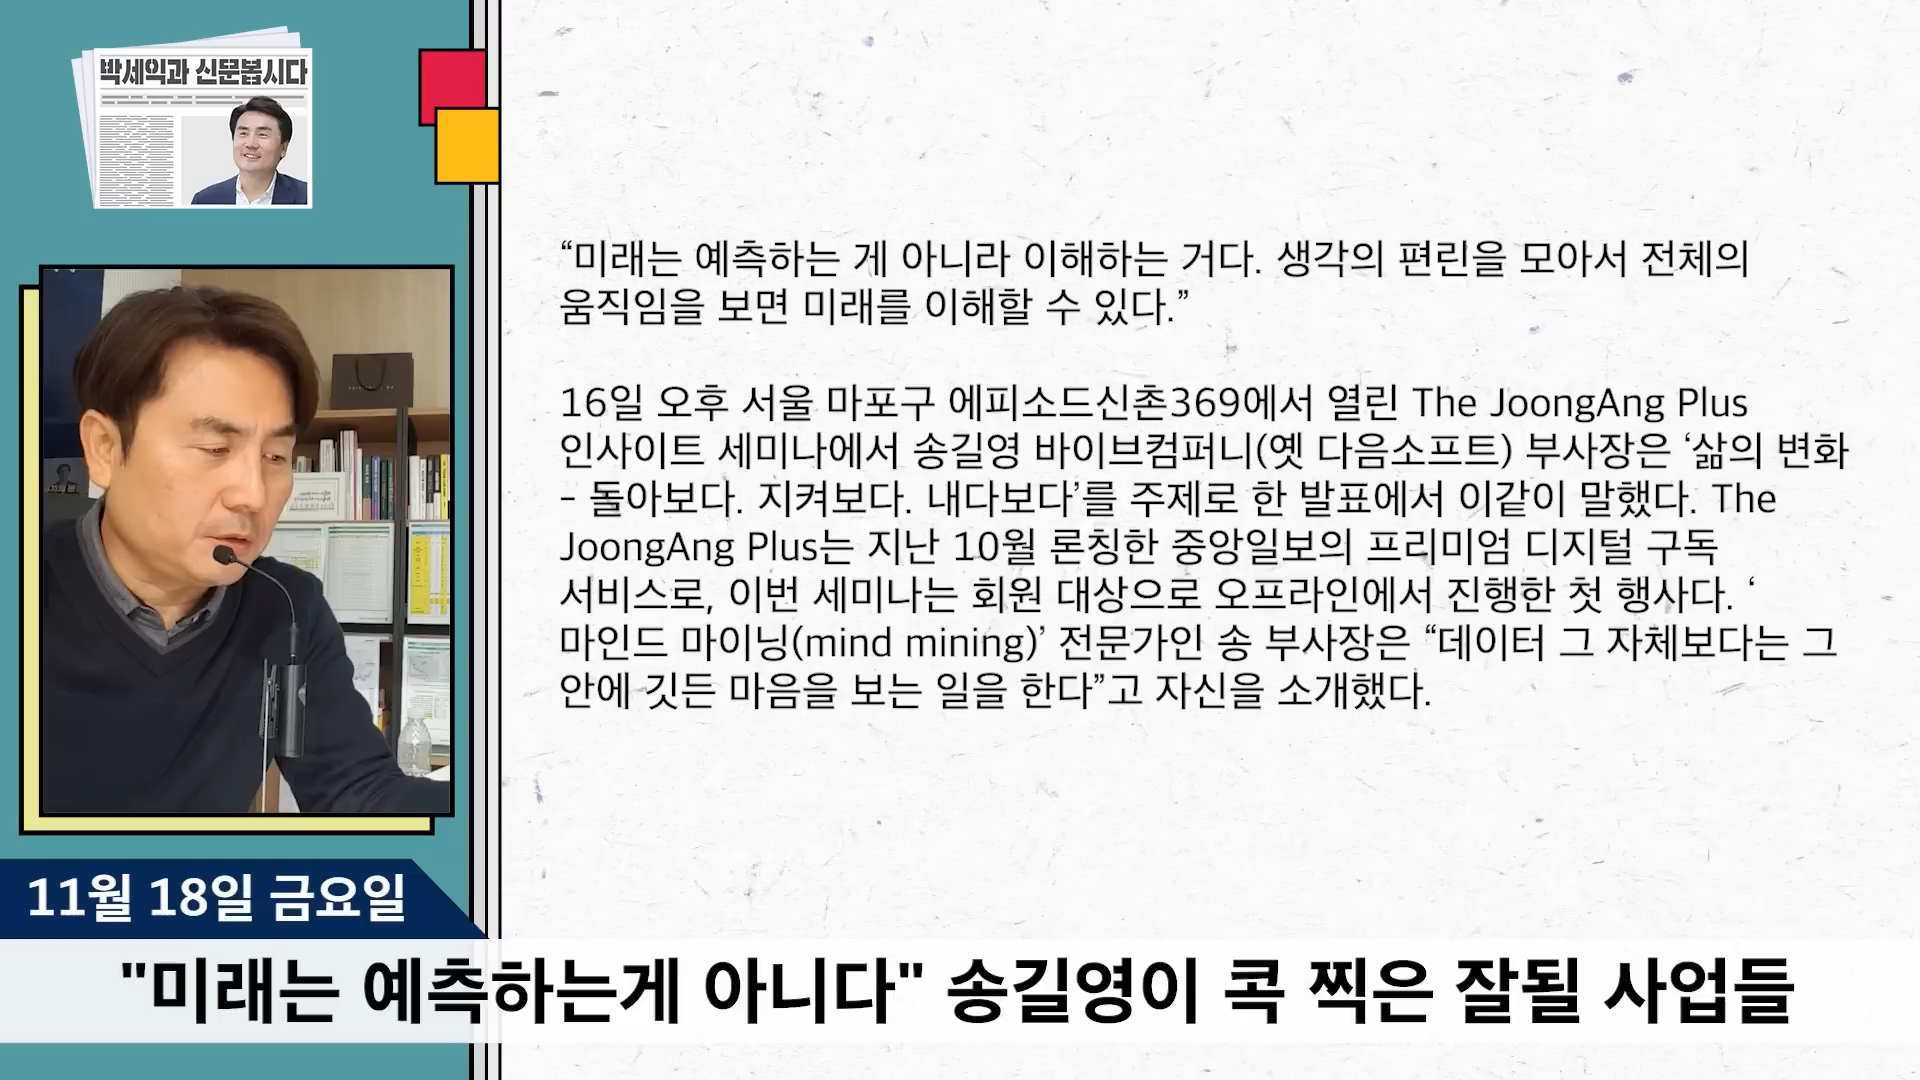 박세익과 신문봅시다
“미래는 예측하는 게 아니라 이해하는 거다. 생각의 편린을 모아서 전체의
움직임을 보면 미래를 이해할 수 있다.”
16일 오후 서울 마포구 에피소드신촌369에서 열린 The JoongAng Plus
인사이트 세미나에서 송길영 바이브컴퍼니(옛 다음소프트) 부사장은 ‘삶의 변화
- 돌아보다. 지켜보다. 내다보다’를 주제로 한 발표에서 이같이 말했다. The
JoongAng Plus는 지난 10월 론칭한 중앙일보의 프리미엄 디지털 구독
서비스로, 이번 세미나는 회원 대상으로 오프라인에서 진행한 첫 행사다. ‘
마인드 마이닝(mind mining)’ 전문가인 송 부사장은 “데이터 그 자체보다는 그
안에 깃든 마음을 보는 일을 한다”고 자신을 소개했다.
11월 18일 금요일
"미래는 예측하는게 아니다" 송길영이 콕 찍은 잘될 사업들